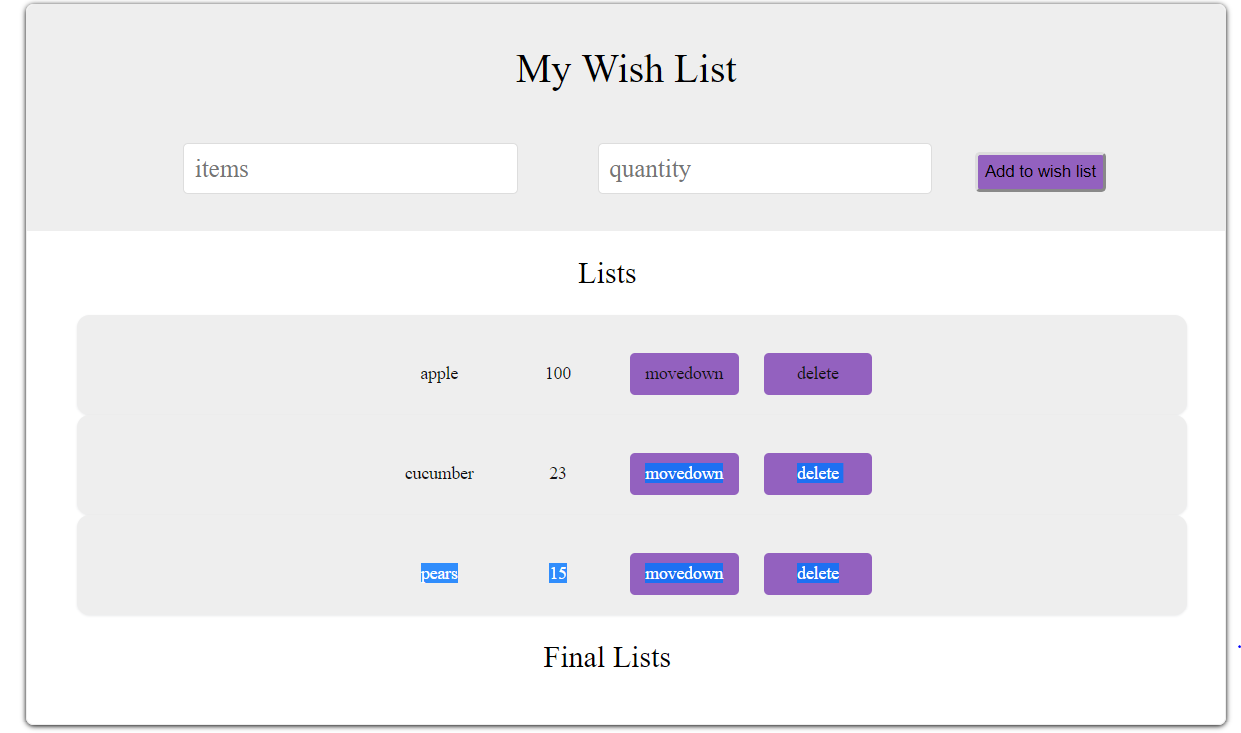 My Wish List
items quantity Add to wish list
Lists
apple 100 movedown delete
cucumber 23 movedown delete
pears 15 movedown delete
Final Lists